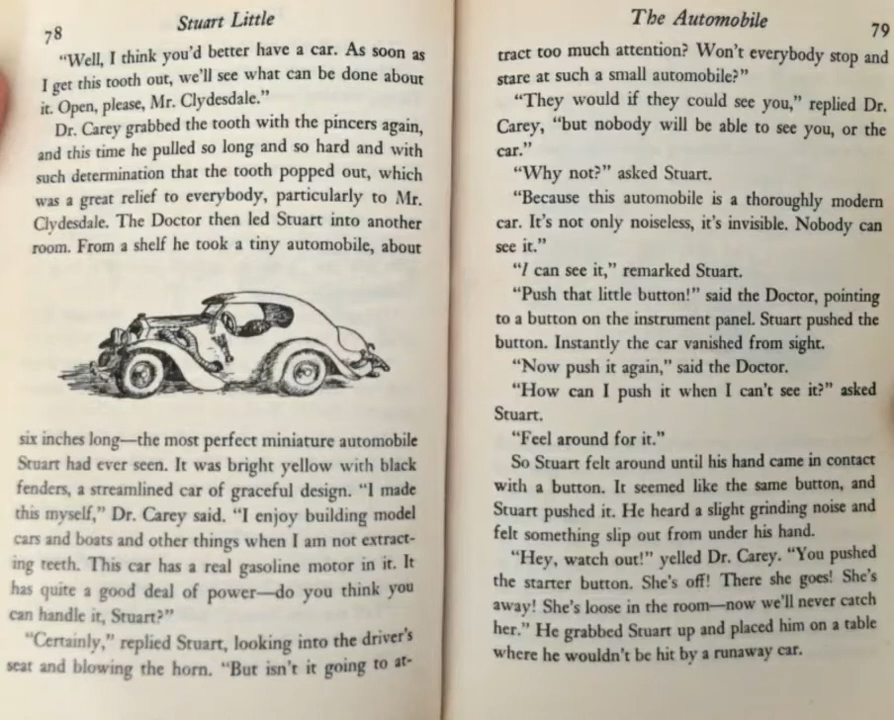 78
Stuart Little
"Well, I think you'd better have a car. As soon as
I get this tooth out, we'll see what can be done about
it. Open, please, Mr. Clydesdale."
Dr. Carey grabbed the tooth with the pincers again,
and this time he pulled so long and so hard and with
such determination that the tooth popped out, which
was a great relief to everybody, particularly to Mr.
Clydesdale. The Doctor then led Stuart into another
room. From a shelf he took a tiny automobile, about
six inches long—the most perfect miniature automobile
Stuart had ever seen. It was bright yellow with black
fenders, a streamlined car of graceful design. "I made
this myself," Dr. Carey said. "I enjoy building model
cars and boats and other things when I am not extract-
ing teeth. This car has a real gasoline motor in it. It
has quite a good deal of power—do you think you
can handle it, Stuart?"
"Certainly," replied Stuart, looking into the driver's
seat and blowing the horn. "But isn't it going to at-
The Automobile
79
tract too much attention? Won't everybody stop and
stare at such a small automobile?"
"They would if they could see you," replied Dr.
Carey, "but nobody will be able to see you, or the
car."
"Why not?" asked Stuart.
"Because this automobile is a thoroughly modern
car. It's not only noiseless, it's invisible. Nobody can
see it."
"I can see it," remarked Stuart.
"Push that little button!" said the Doctor, pointing
to a button on the instrument panel. Stuart pushed the
button. Instantly the car vanished from sight.
"Now push it again," said the Doctor.
"How can I push it when I can't see it?" asked
Stuart.
"Feel around for it."
So Stuart felt around until his hand came in contact
with a button. It seemed like the same button, and
Stuart pushed it. He heard a slight grinding noise and
felt something slip out from under his hand.
"Hey, watch out!" yelled Dr. Carey. "You pushed
the starter button. She's off! There she goes! She's
away! She's loose in the room—now we'll never catch
her." He grabbed Stuart up and placed him on a table
where he wouldn't be hit by a runaway car.